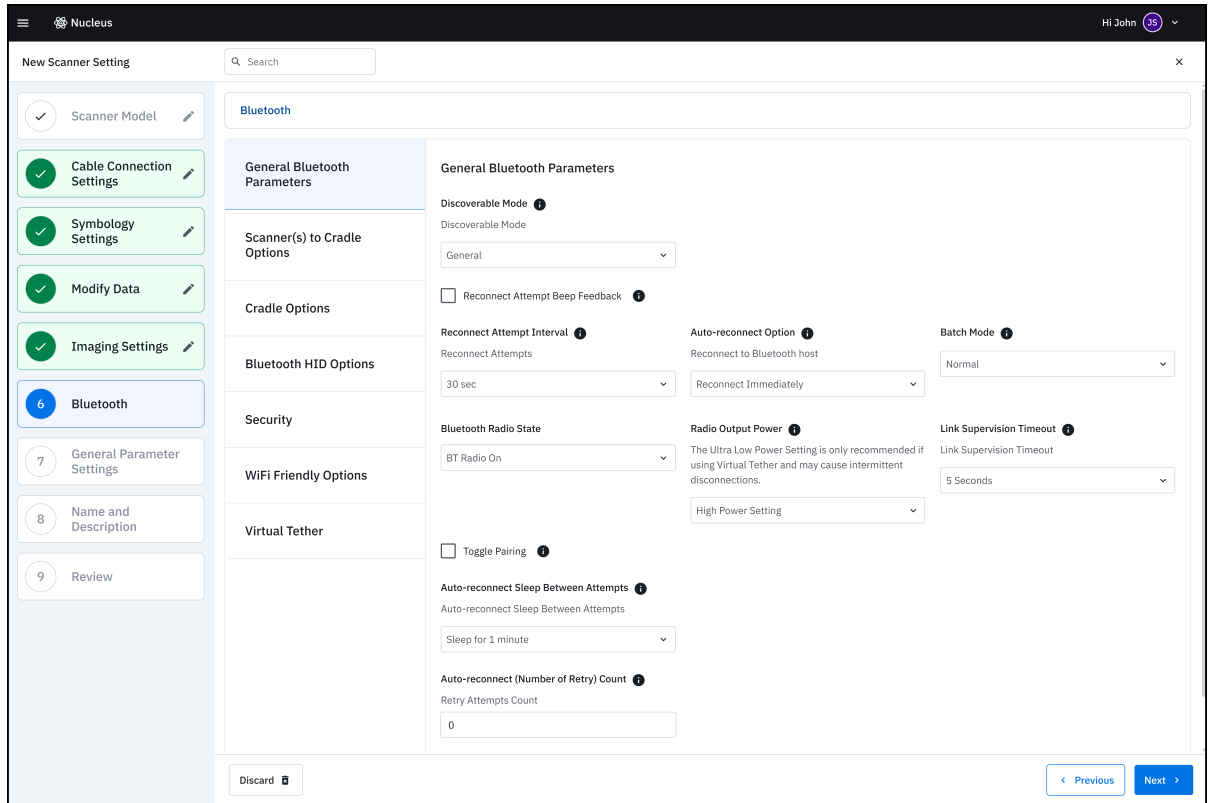 Nucleus
Hi John JS
New Scanner Setting
Search
Scanner Model
Cable Connection
Settings
Symbology
Settings
Modify Data
Imaging Settings
6 Bluetooth
7 General Parameter
Settings
8 Name and
Description
9 Review
Bluetooth
General Bluetooth
Parameters
Scanner(s) to Cradle
Options
Cradle Options
Bluetooth HID Options
Security
WiFi Friendly Options
Virtual Tether
General Bluetooth Parameters
Discoverable Mode
Discoverable Mode
General
Reconnect Attempt Beep Feedback
Reconnect Attempt Interval
Reconnect Attempts
30 sec
Auto-reconnect Option
Reconnect to Bluetooth host
Reconnect Immediately
Batch Mode
Normal
Bluetooth Radio State
BT Radio On
Radio Output Power
The Ultra Low Power Setting is only recommended if
using Virtual Tether and may cause intermittent
disconnections.
High Power Setting
Link Supervision Timeout
Link Supervision Timeout
5 Seconds
Toggle Pairing
Auto-reconnect Sleep Between Attempts
Auto-reconnect Sleep Between Attempts
Sleep for 1 minute
Auto-reconnect (Number of Retry) Count
Retry Attempts Count
0
Discard
Previous
Next